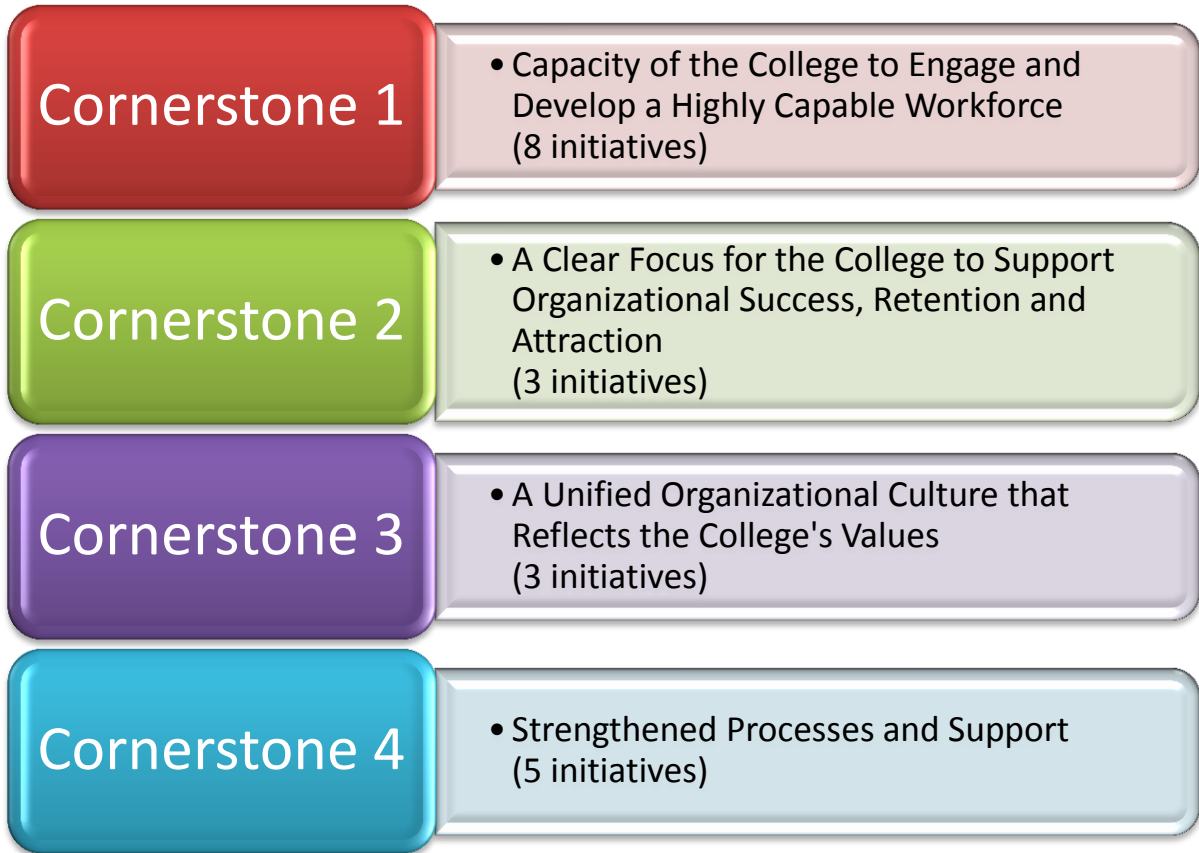 Cornerstone 1
• Capacity of the College to Engage and
Develop a Highly Capable Workforce
(8 initiatives)
Cornerstone 2
• A Clear Focus for the College to Support
Organizational Success, Retention and
Attraction
(3 initiatives)
Cornerstone 3
• A Unified Organizational Culture that
Reflects the College's Values
(3 initiatives)
Cornerstone 4
• Strengthened Processes and Support
(5 initiatives)